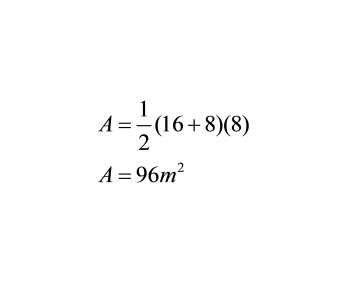 A = 1/2 (16 + 8)(8)
A = 96m²